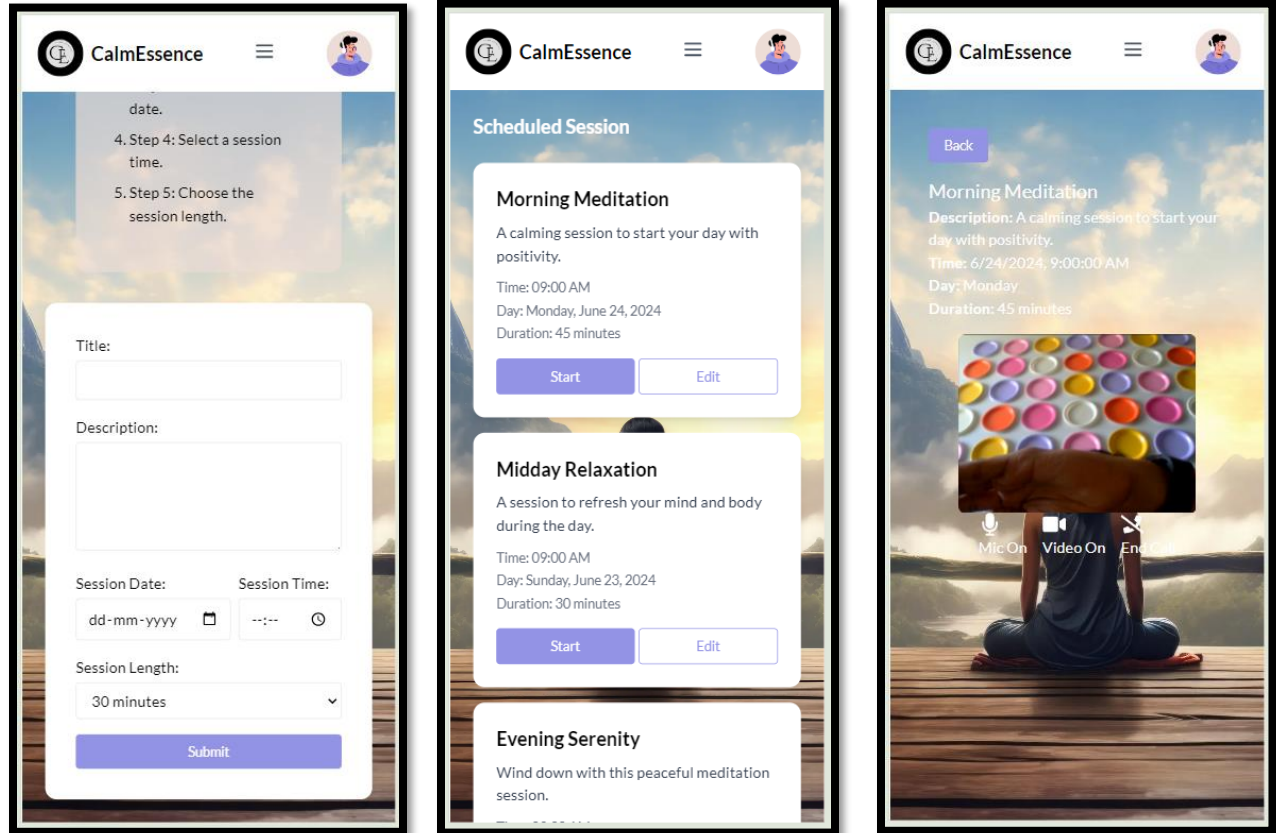 CalmEssence
date.
4. Step 4: Select a session
time.
5. Step 5: Choose the
session length.
Title:
Description:
Session Date: Session Time:
dd-mm-yyyy --:--
Session Length:
30 minutes
Submit
CalmEssence
Scheduled Session
Morning Meditation
A calming session to start your day with
positivity.
Time: 09:00 AM
Day: Monday, June 24, 2024
Duration: 45 minutes
Start Edit
Midday Relaxation
A session to refresh your mind and body
during the day.
Time: 09:00 AM
Day: Sunday, June 23, 2024
Duration: 30 minutes
Start Edit
Evening Serenity
Wind down with this peaceful meditation
session.
CalmEssence
Back
Morning Meditation
Description: A calming session to start your
day with positivity.
Time: 6/24/2024, 9:00:00 AM
Day: Monday
Duration: 45 minutes
Mic On Video On End